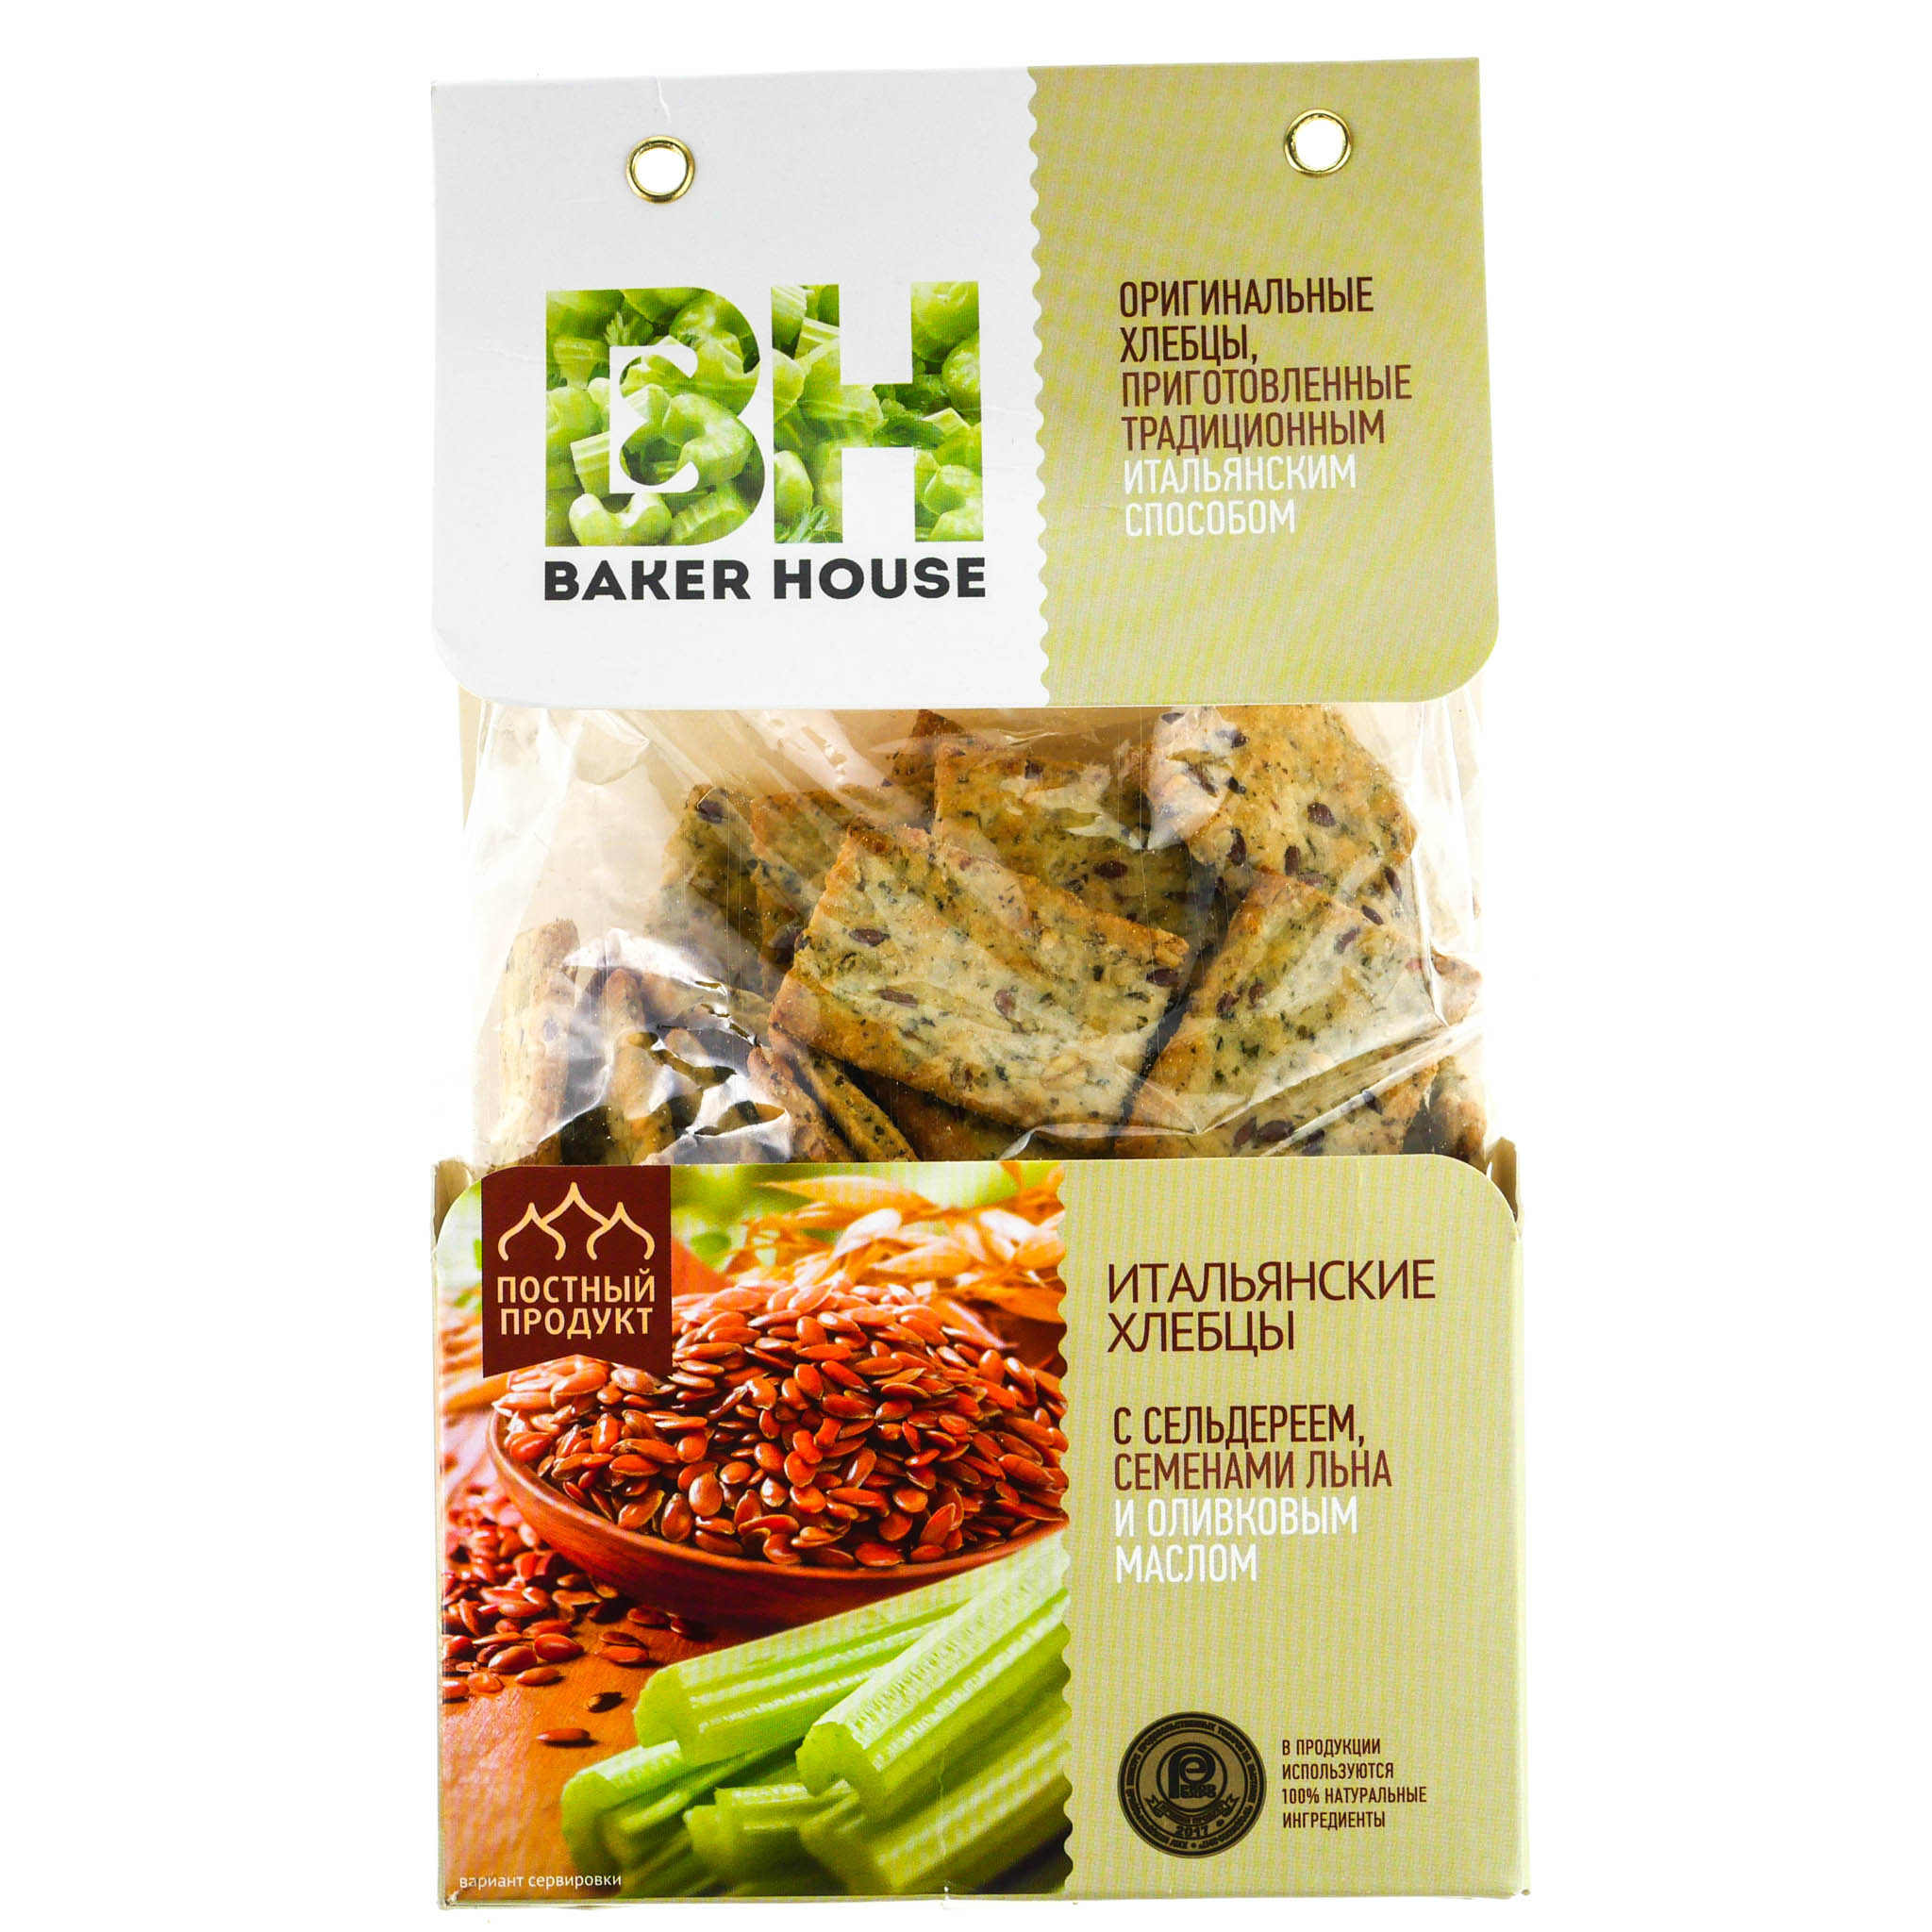 BH
BAKER HOUSE
ОРИГИНАЛЬНЫЕ
ХЛЕБЦЫ,
ПРИГОТОВЛЕННЫЕ
ТРАДИЦИОННЫМ
ИТАЛЬЯНСКИМ
СПОСОБОМ
ПОСТНЫЙ
ПРОДУКТ
ИТАЛЬЯНСКИЕ
ХЛЕБЦЫ
С СЕЛЬДЕРЕЕМ,
СЕМЕНАМИ ЛЬНА
И ОЛИВКОВЫМ
МАСЛОМ
2017
В ПРОДУКЦИИ
ИСПОЛЬЗУЮТСЯ
100% НАТУРАЛЬНЫЕ
ИНГРЕДИЕНТЫ
вариант сервировки